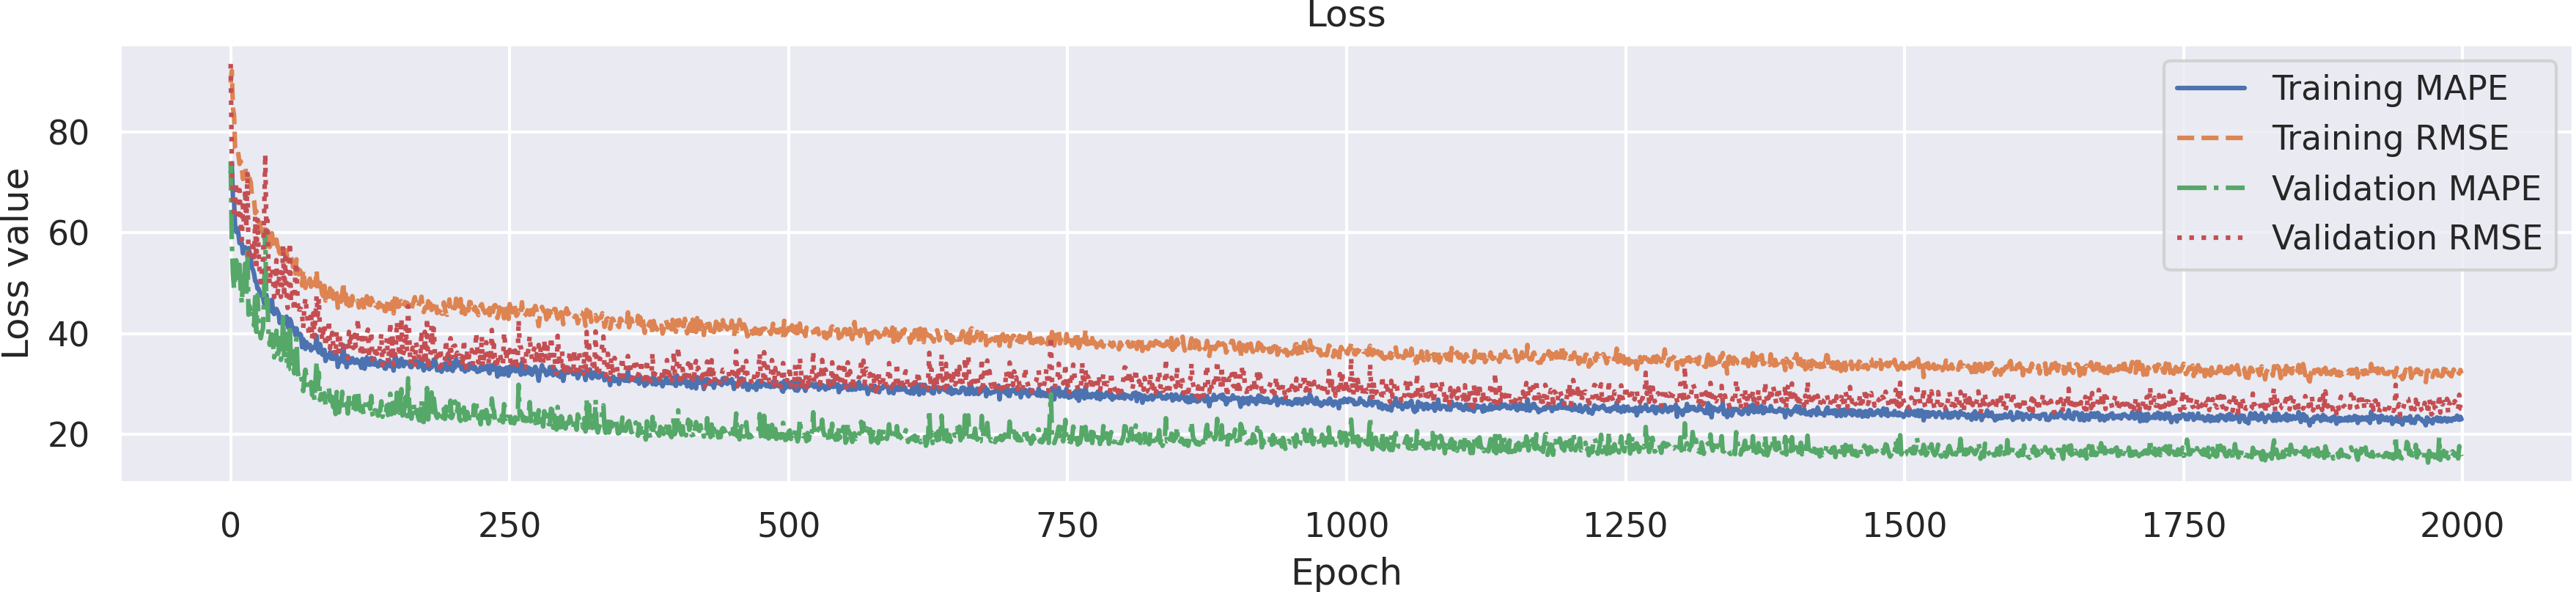 Loss
Loss value
80
60
40
20
0 250 500 750 1000 1250 1500 1750 2000
Epoch
Training MAPE
Training RMSE
Validation MAPE
Validation RMSE